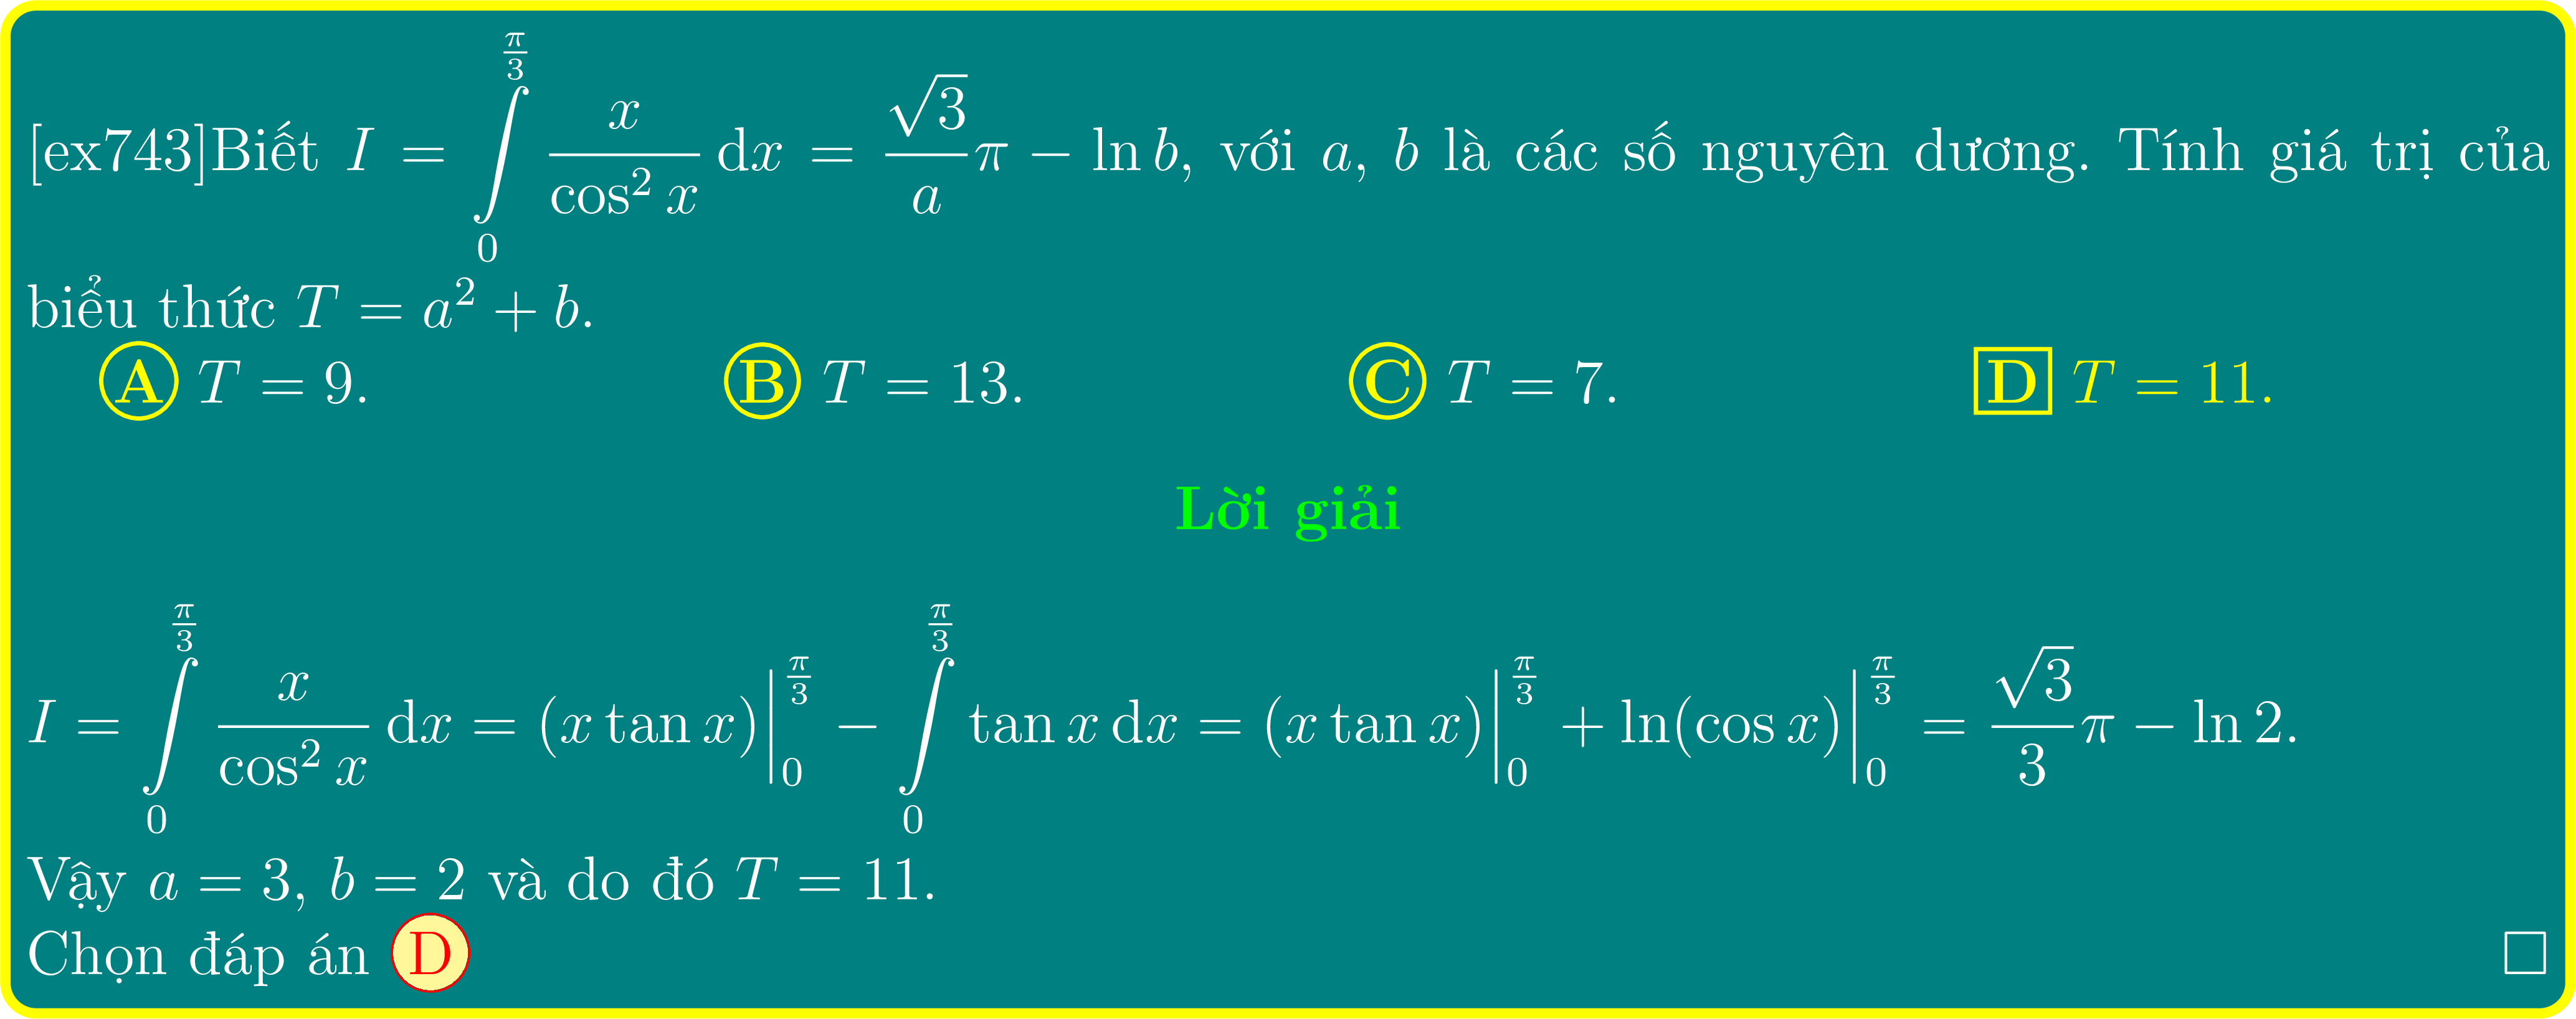 [ex743]Biết $I = \int\limits_0^{\frac{\pi}{3}} \frac{x}{\cos^2 x}\,\mathrm{d}x = \frac{\sqrt{3}}{a}\pi - \ln b$, với $a$, $b$ là các số nguyên dương. Tính giá trị của
biểu thức $T = a^2 + b$.
A $T = 9$. B $T = 13$. C $T = 7$. D $T = 11$.
Lời giải
$I = \int\limits_0^{\frac{\pi}{3}} \frac{x}{\cos^2 x}\,\mathrm{d}x = (x \tan x)\Big|_0^{\frac{\pi}{3}} - \int\limits_0^{\frac{\pi}{3}} \tan x\,\mathrm{d}x = (x \tan x)\Big|_0^{\frac{\pi}{3}} + \ln(\cos x)\Big|_0^{\frac{\pi}{3}} = \frac{\sqrt{3}}{3}\pi - \ln 2.$
Vậy $a = 3$, $b = 2$ và do đó $T = 11$.
Chọn đáp án D □